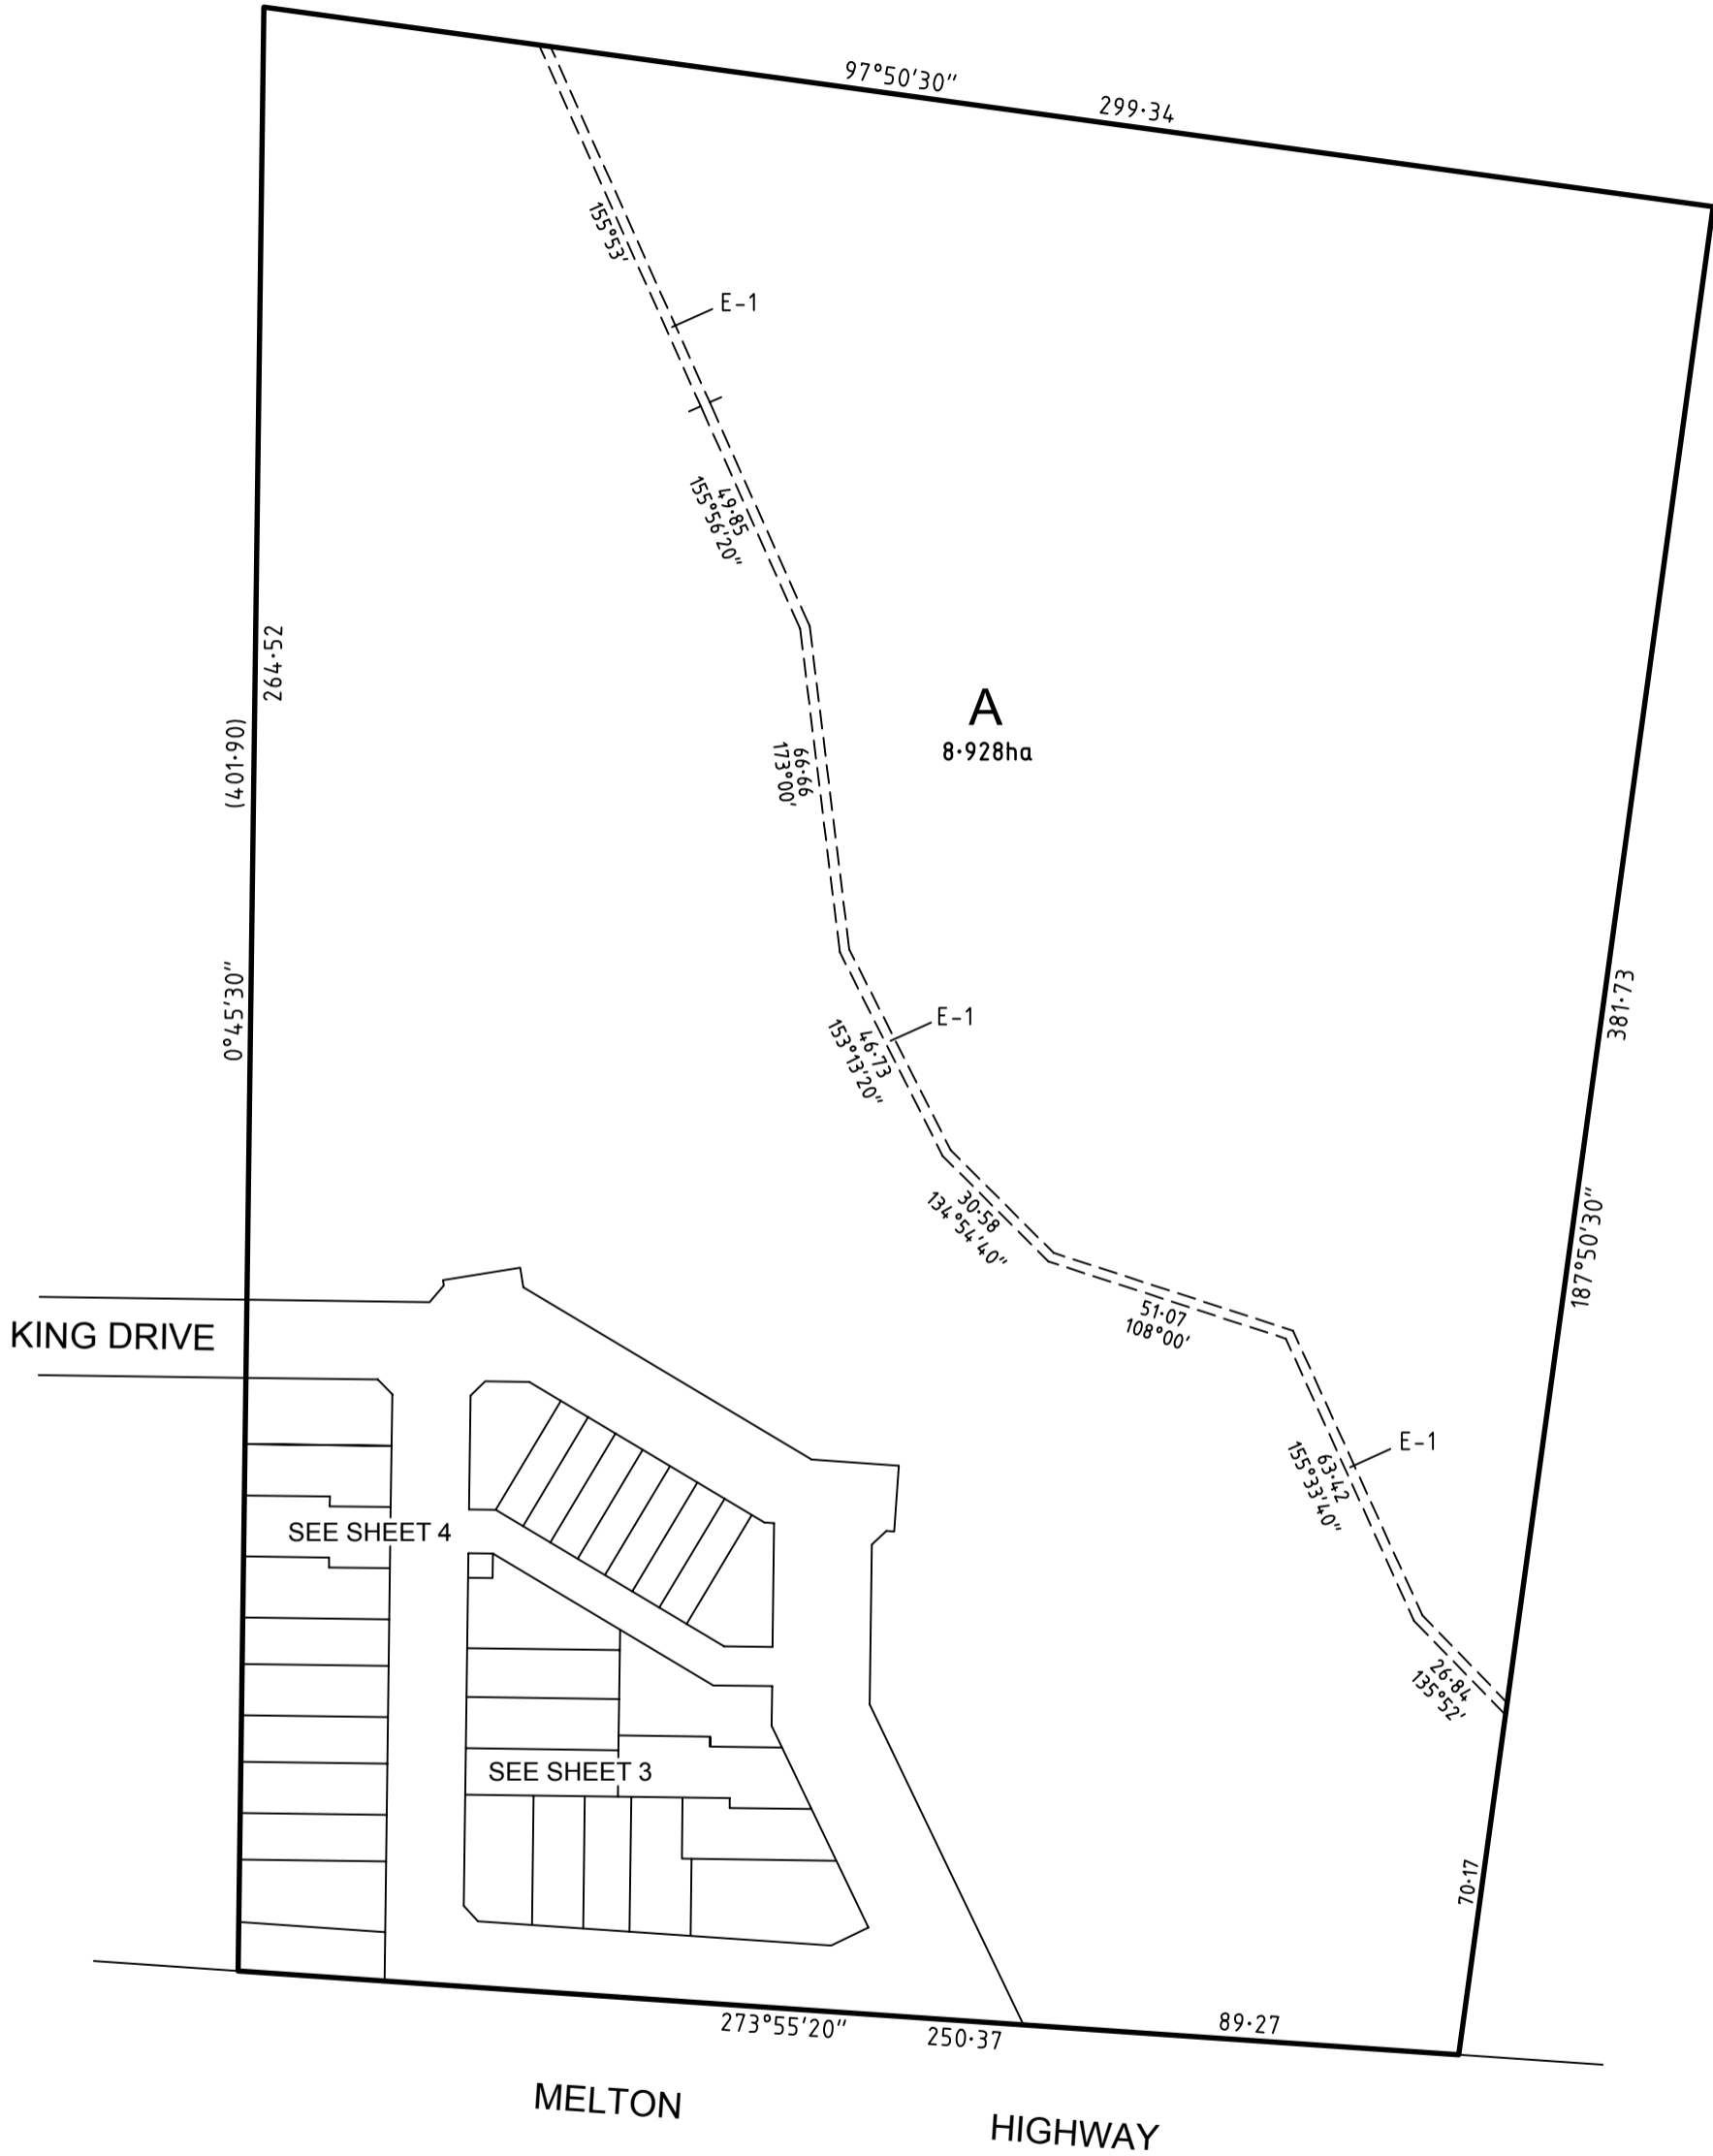 97°50'30"
299·34
155°53'
E-1
49·85
155°56'20"
264·52
(401·90)
A
8·928ha
66·66
173°00'
0°45'30"
381·73
E-1
46·73
153°13'20"
30·58
134°54'40"
187°50'30"
51·07
108°00'
KING DRIVE
E-1
63·42
155°33'40"
SEE SHEET 4
26·84
135°52'
SEE SHEET 3
70·17
273°55'20"
250·37
89·27
MELTON
HIGHWAY